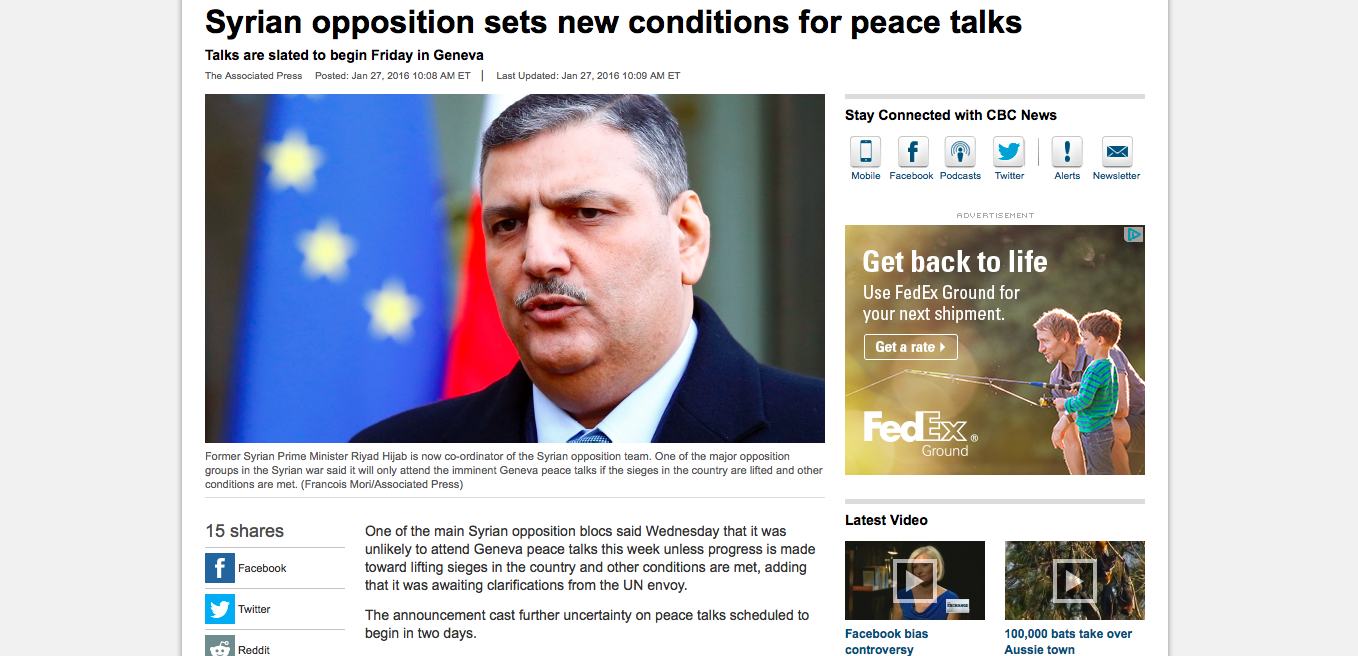 Syrian opposition sets new conditions for peace talks
Talks are slated to begin Friday in Geneva
The Associated Press Posted: Jan 27, 2016 10:08 AM ET | Last Updated: Jan 27, 2016 10:09 AM ET
Former Syrian Prime Minister Riyad Hijab is now co-ordinator of the Syrian opposition team. One of the major opposition
groups in the Syrian war said it will only attend the imminent Geneva peace talks if the sieges in the country are lifted and other
conditions are met. (Francois Mori/Associated Press)
15 shares
Facebook
Twitter
Reddit
One of the main Syrian opposition blocs said Wednesday that it was
unlikely to attend Geneva peace talks this week unless progress is made
toward lifting sieges in the country and other conditions are met, adding
that it was awaiting clarifications from the UN envoy.
The announcement cast further uncertainty on peace talks scheduled to
begin in two days.
Stay Connected with CBC News
Mobile Facebook Podcasts Twitter Alerts Newsletter
ADVERTISEMENT
Get back to life
Use FedEx Ground for
your next shipment.
Get a rate
FedEx®
Ground
Latest Video
EXCHANGE
Facebook bias
controversy
100,000 bats take over
Aussie town